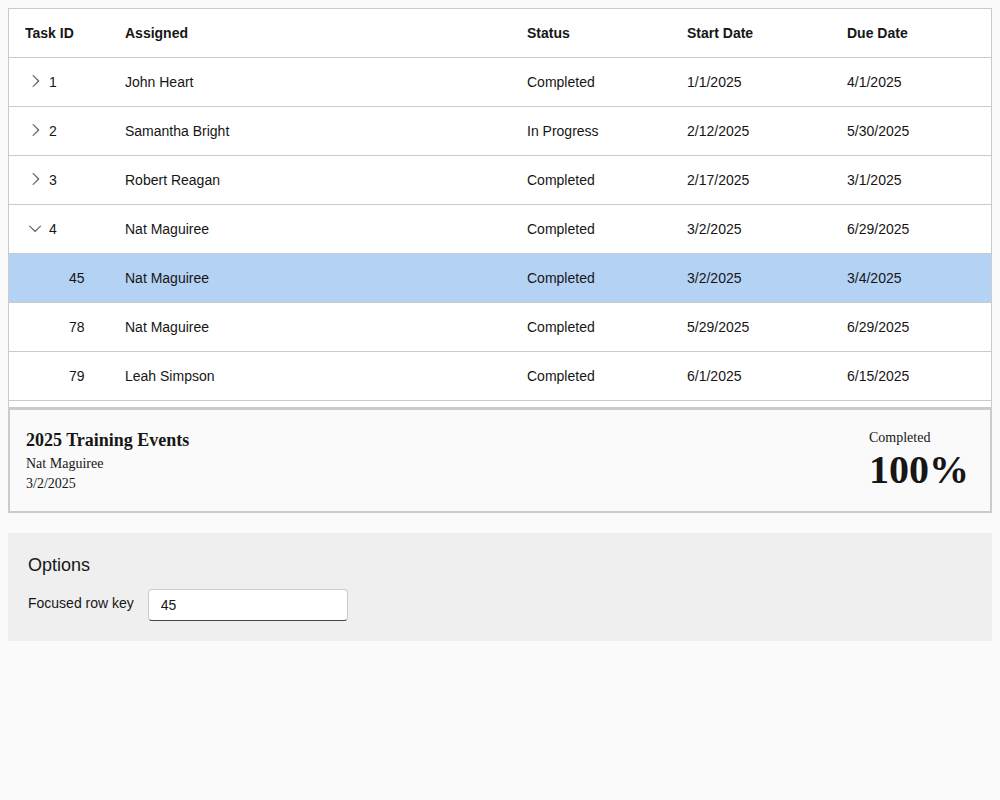 Task ID Assigned Status Start Date Due Date
1 John Heart Completed 1/1/2025 4/1/2025
2 Samantha Bright In Progress 2/12/2025 5/30/2025
3 Robert Reagan Completed 2/17/2025 3/1/2025
4 Nat Maguiree Completed 3/2/2025 6/29/2025
45 Nat Maguiree Completed 3/2/2025 3/4/2025
78 Nat Maguiree Completed 5/29/2025 6/29/2025
79 Leah Simpson Completed 6/1/2025 6/15/2025
2025 Training Events
Nat Maguiree
3/2/2025
Completed
100%
Options
Focused row key 45